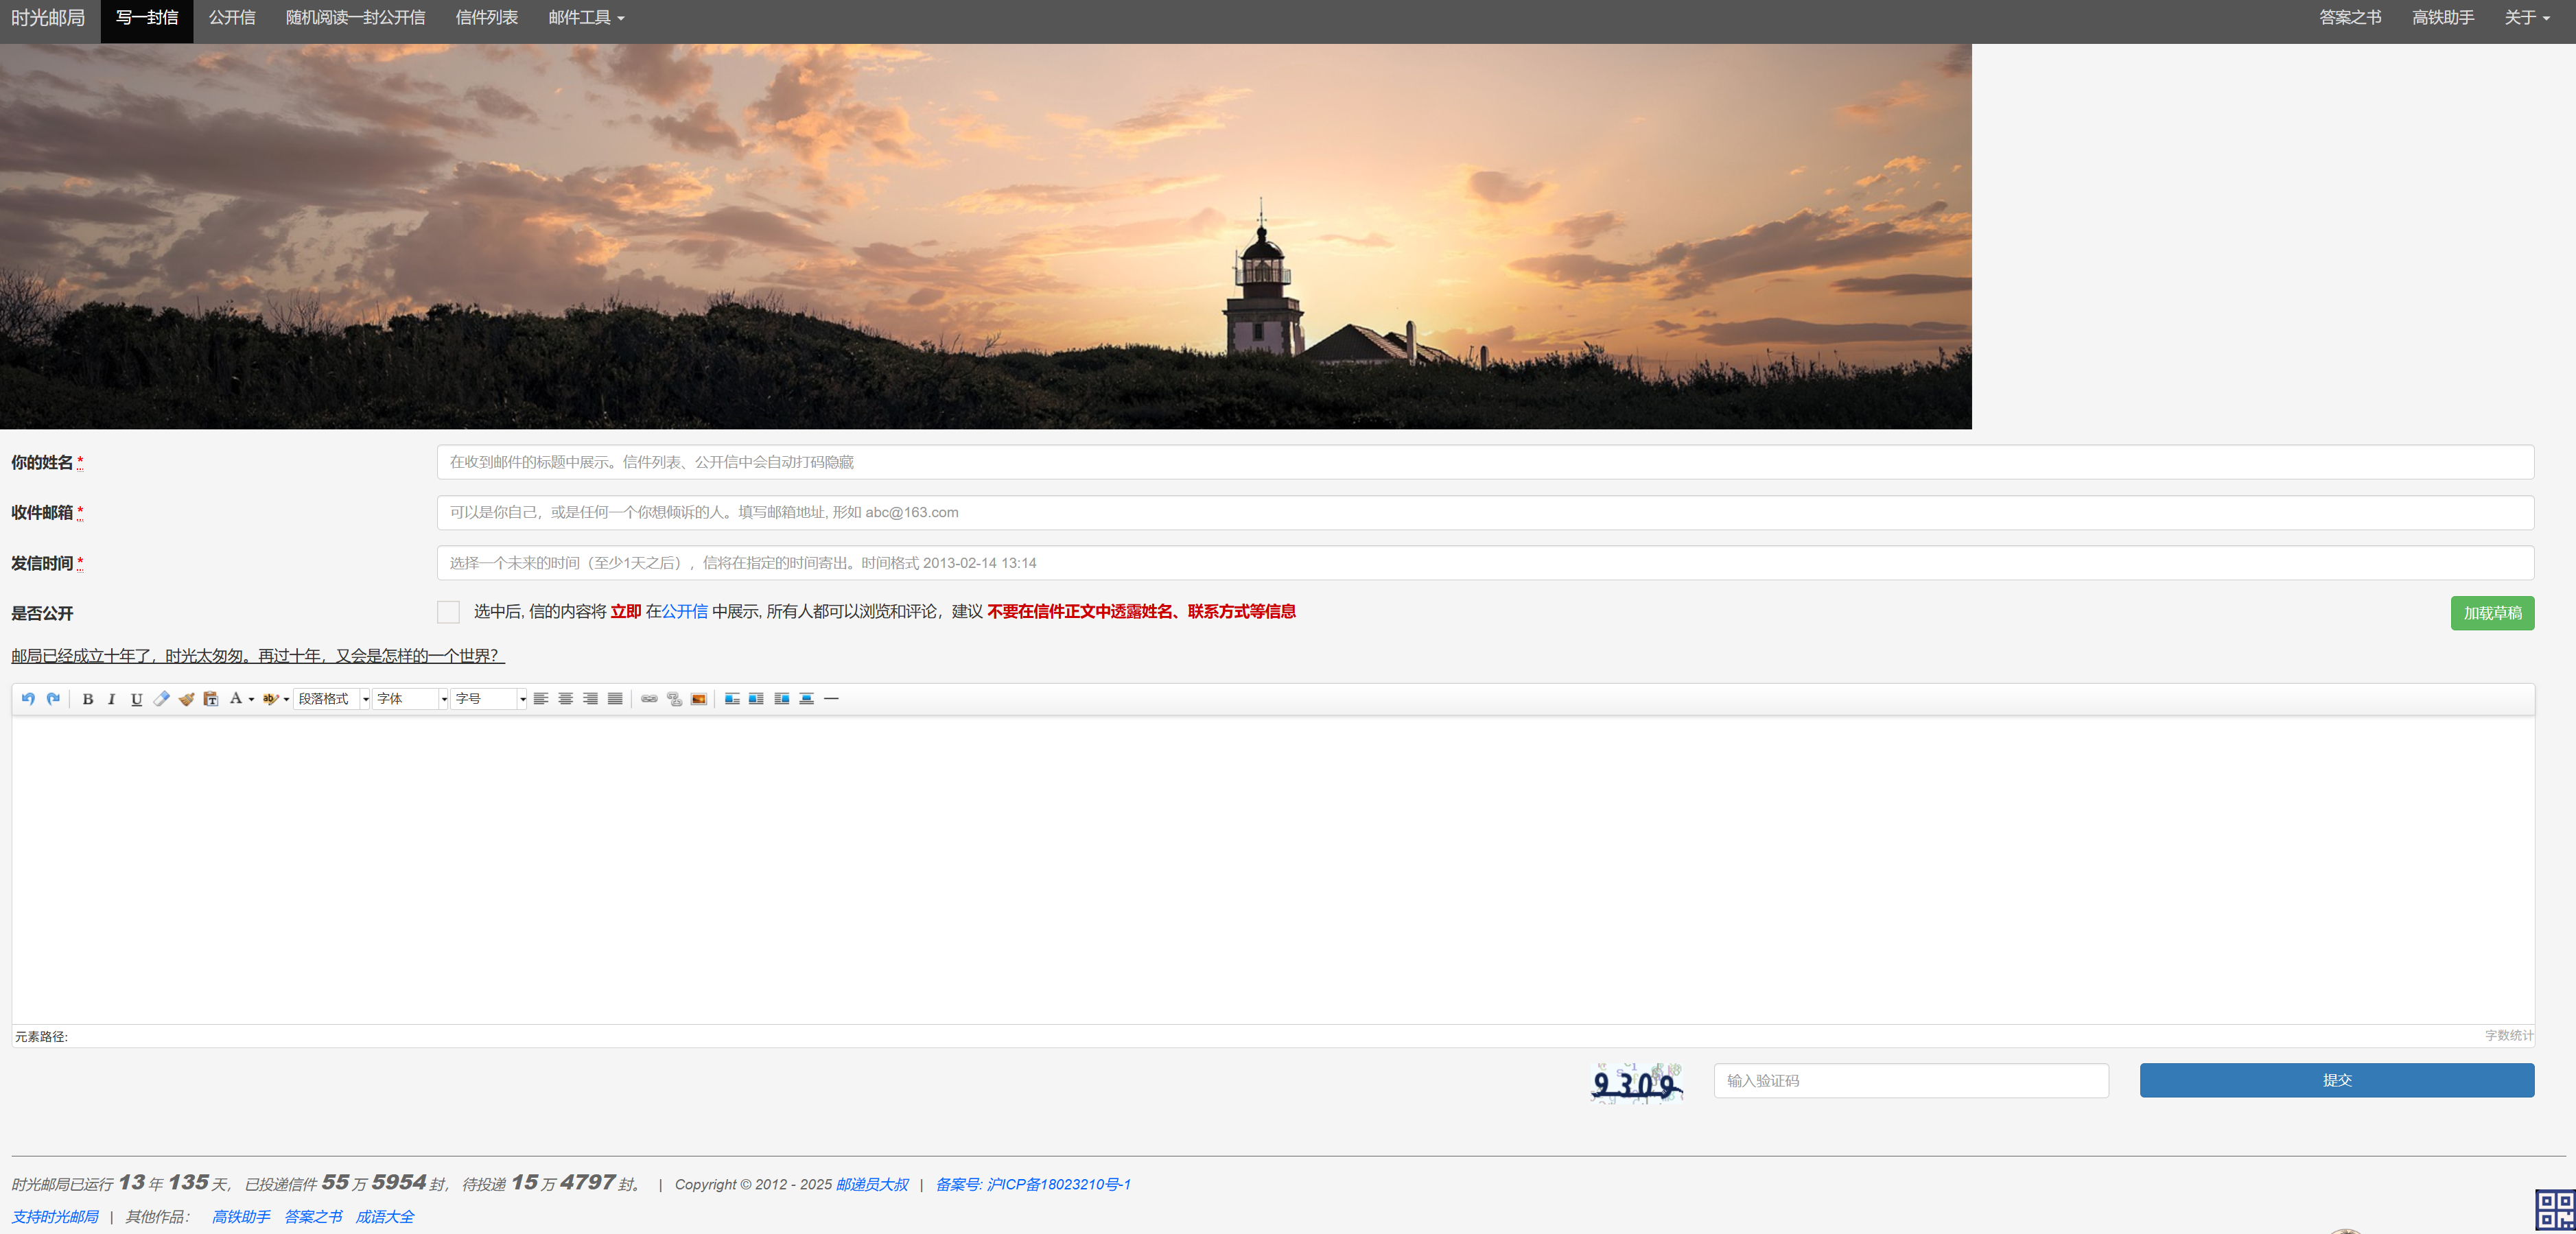 时光邮局 写一封信 公开信 随机阅读一封公开信 信件列表 邮件工具 答案之书 高铁助手 关于
你的姓名 * 在收到邮件的标题中展示。信件列表、公开信中会自动打码隐藏
收件邮箱 * 可以是你自己，或是任何一个你想倾诉的人。填写邮箱地址, 形如 abc@163.com
发信时间 * 选择一个未来的时间（至少1天之后），信将在指定的时间寄出。时间格式 2013-02-14 13:14
是否公开 选中后, 信的内容将 立即 在公开信 中展示, 所有人都可以浏览和评论，建议 不要在信件正文中透露姓名、联系方式等信息 加载草稿
邮局已经成立十年了，时光太匆匆。再过十年，又会是怎样的一个世界？
B I U A ab 段落格式 字体 字号
元素路径: 字数统计
9309 输入验证码 提交
时光邮局已运行 13 年 135 天， 已投递信件 55 万 5954 封， 待投递 15 万 4797 封。 | Copyright © 2012 - 2025 邮递员大叔 | 备案号: 沪ICP备18023210号-1
支持时光邮局 | 其他作品： 高铁助手 答案之书 成语大全